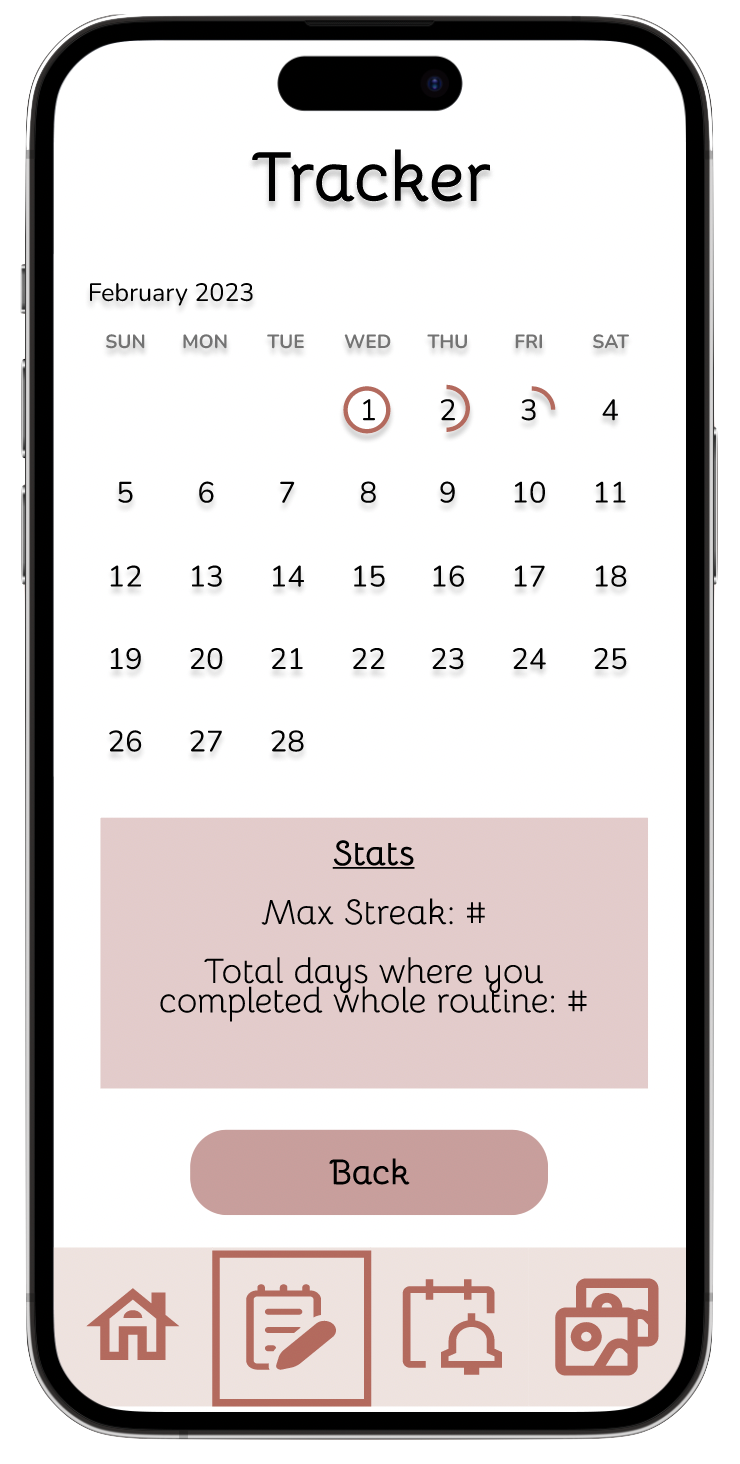 Tracker
February 2023
SUN MON TUE WED THU FRI SAT
1 2 3 4
5 6 7 8 9 10 11
12 13 14 15 16 17 18
19 20 21 22 23 24 25
26 27 28
Stats
Max Streak: #
Total days where you
completed whole routine: #
Back